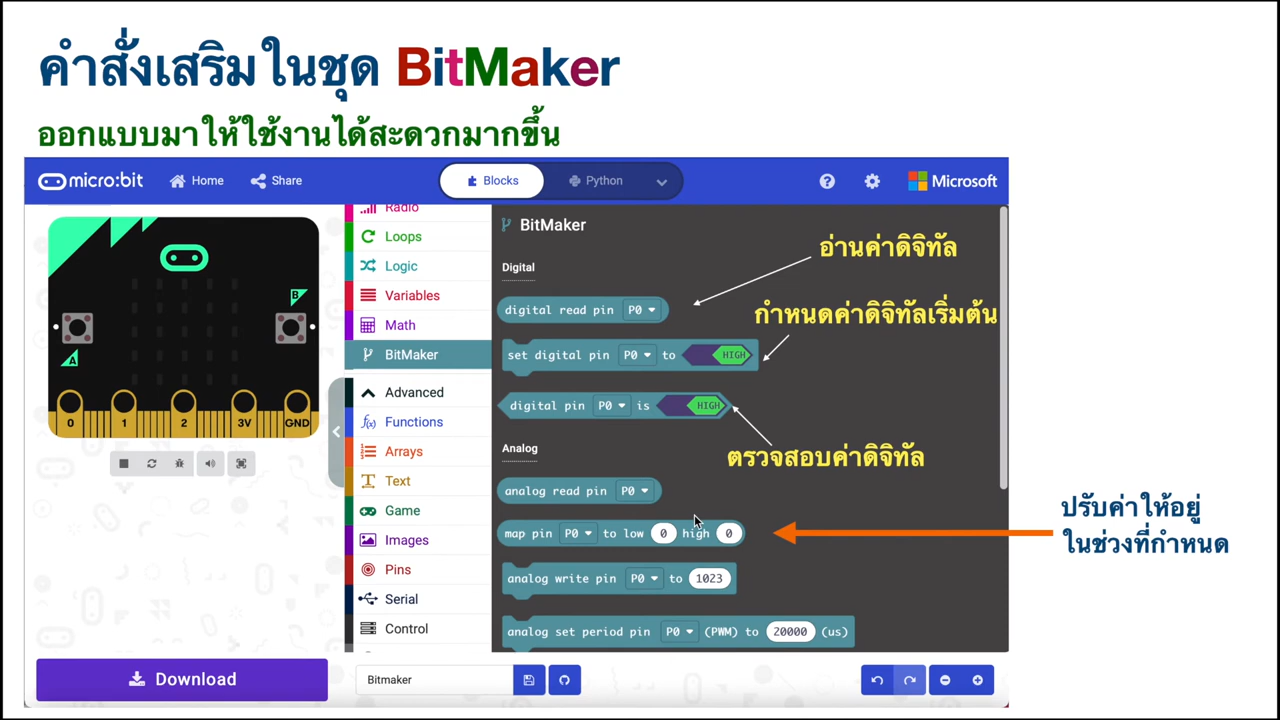 คำสั่งเสริมในชุด BitMaker
ออกแบบมาให้ใช้งานได้สะดวกมากขึ้น
micro:bit Home Share Blocks Python Microsoft
B
A
0 1 2 3V GND
Radio
Loops
Logic
Variables
Math
BitMaker
Advanced
Functions
Arrays
Text
Game
Images
Pins
Serial
Control
BitMaker
อ่านค่าดิจิทัล
Digital
digital read pin P0
กำหนดค่าดิจิทัลเริ่มต้น
set digital pin P0 to HIGH
digital pin P0 is HIGH
ตรวจสอบค่าดิจิทัล
Analog
analog read pin P0
map pin P0 to low 0 high 0
ปรับค่าให้อยู่
ในช่วงที่กำหนด
analog write pin P0 to 1023
analog set period pin P0 (PWM) to 20000 (us)
Download
Bitmaker